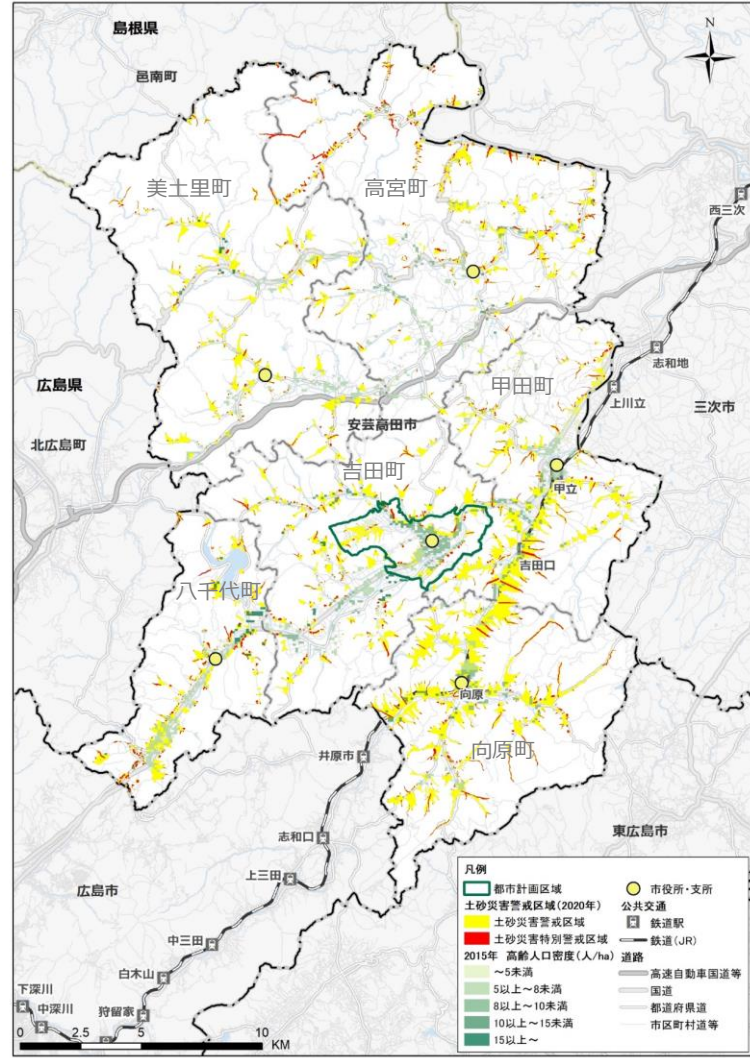 島根県
N
邑南町
美土里町
高宮町
西三次
広島県
甲田町
志和地
上川立
三次市
北広島町
安芸高田市
吉田町
甲立
吉田口
八千代町
向原
井原市
向原町
志和口
東広島市
広島市
上三田
中三田
白木山
下深川
中深川
狩留家
0 2.5 5 10
KM
凡例
都市計画区域
市役所・支所
土砂災害警戒区域(2020年)
公共交通
土砂災害警戒区域
鉄道駅
土砂災害特別警戒区域
鉄道(JR)
2015年 高齢人口密度(人/ha)
道路
~5未満
高速自動車国道等
5以上~8未満
国道
8以上~10未満
都道府県道
10以上~15未満
市区町村道等
15以上~